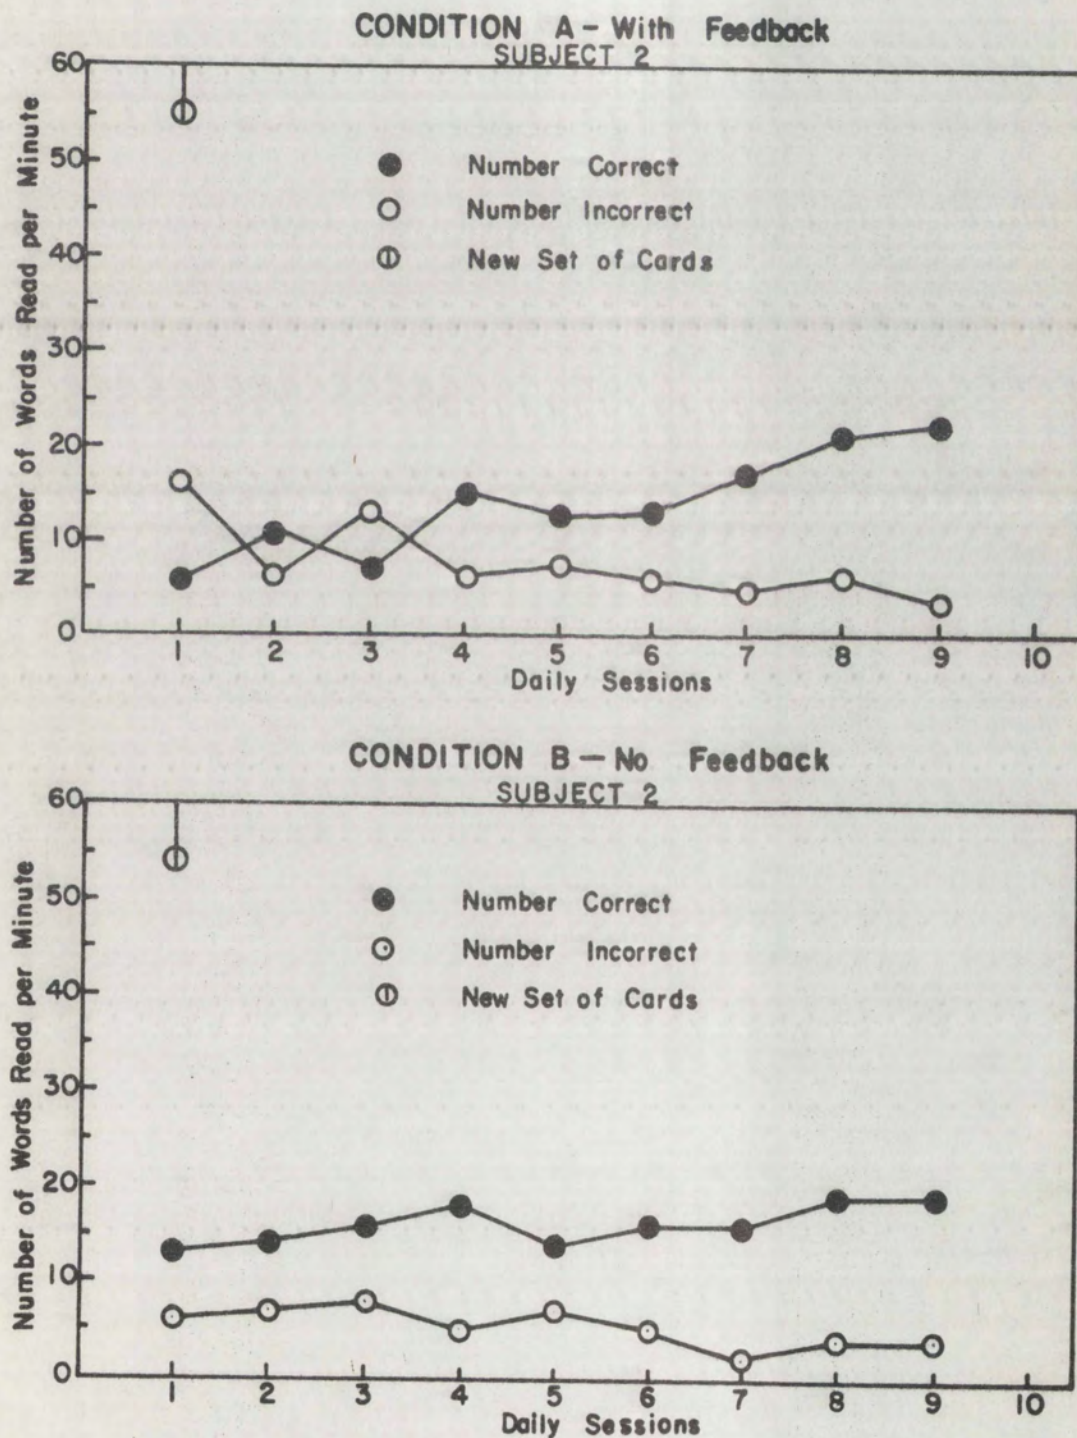 CONDITION A - With Feedback
SUBJECT 2
Number of Words Read per Minute
60
50
40
30
20
10
0
Number Correct
Number Incorrect
New Set of Cards
1 2 3 4 5 6 7 8 9 10
Daily Sessions
CONDITION B - No Feedback
SUBJECT 2
Number of Words Read per Minute
60
50
40
30
20
10
0
Number Correct
Number Incorrect
New Set of Cards
1 2 3 4 5 6 7 8 9 10
Daily Sessions